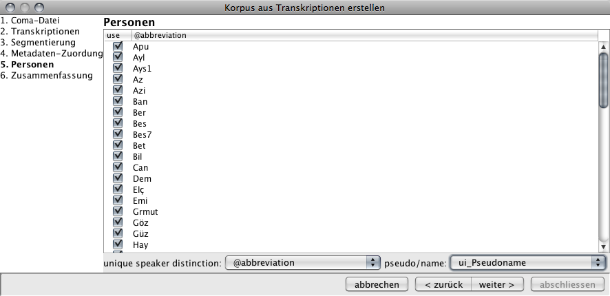 Korpus aus Transkriptionen erstellen
1. Coma-Datei
2. Transkriptionen
3. Segmentierung
4. Metadaten-Zuordung
5. Personen
6. Zusammenfassung
Personen
use @abbreviation
Apu
Ayl
Ays1
Az
Azi
Ban
Ber
Bes
Bes7
Bet
Bil
Can
Dem
Elç
Emi
Grmut
Göz
Güz
Hay
unique speaker distinction: @abbreviation pseudo/name: ui_Pseudoname
abbrechen < zurück weiter > abschliessen